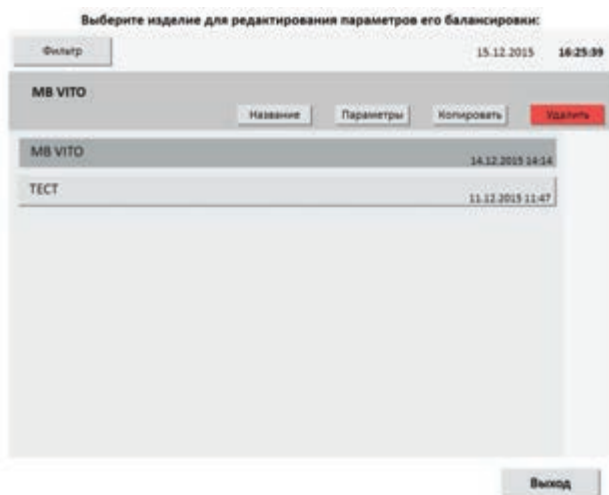 Выберите изделие для редактирования параметров его балансировки:
Фильтр 15.12.2015 16:25:39
MB VITO
Название Параметры Копировать Удалить
MB VITO
14.12.2015 14:14
ТЕСТ
11.12.2015 11:47
Выход